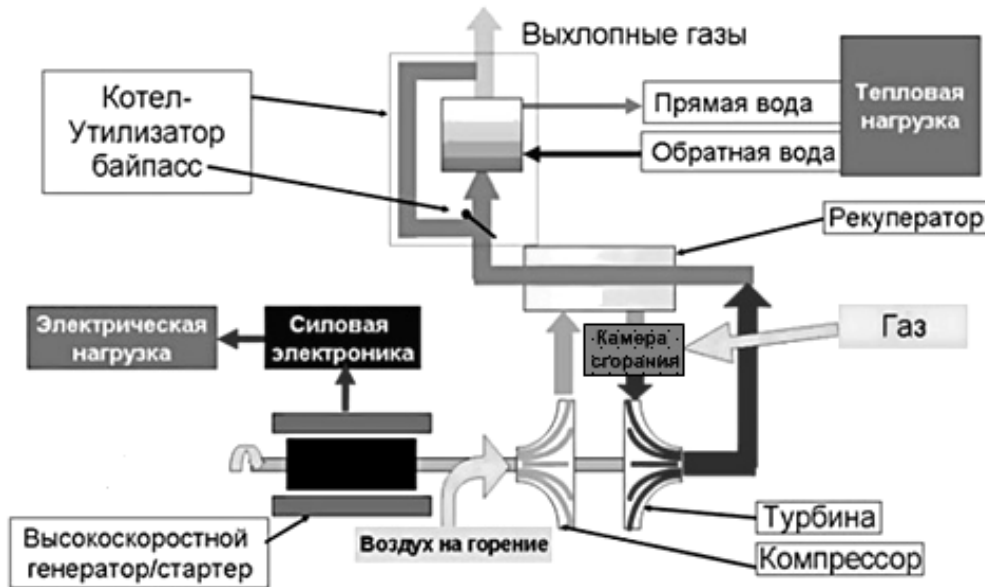 Выхлопные газы
Котел-
Утилизатор
байпасс
Прямая вода
Обратная вода
Тепловая
нагрузка
Рекуператор
Электрическая
нагрузка
Силовая
электроника
Камера
сгорания
Газ
Высокоскоростной
генератор/стартер
Воздух на горение
Турбина
Компрессор